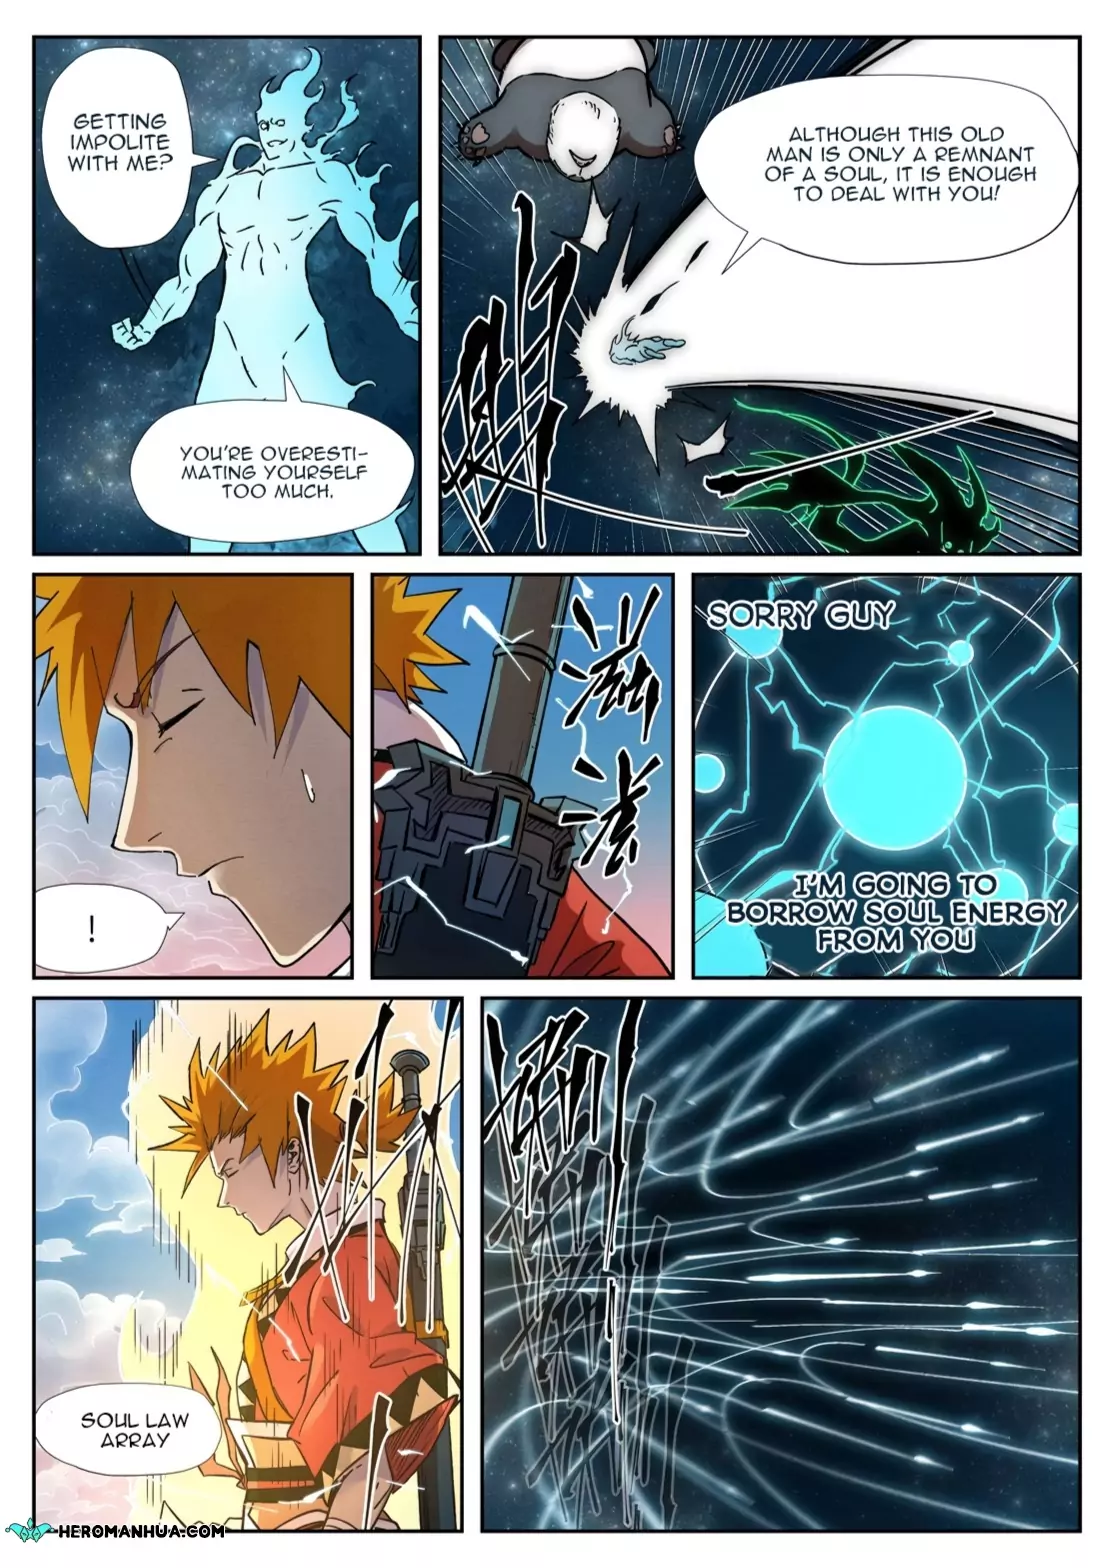 GETTING
IMPOLITE
WITH ME?
YOU'RE OVERESTI-
MATING YOURSELF
TOO MUCH.
ALTHOUGH THIS OLD
MAN IS ONLY A REMNANT
OF A SOUL, IT IS ENOUGH
TO DEAL WITH YOU!
!
滋
滋
SORRY GUY
I'M GOING TO
BORROW SOUL ENERGY
FROM YOU
SOUL LAW
ARRAY
HEROMANHUA.COM